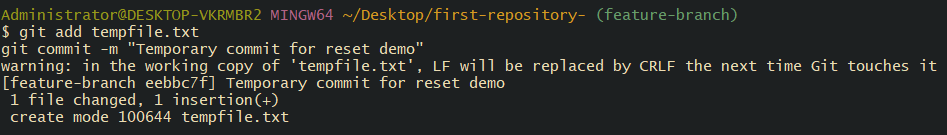 Administrator@DESKTOP-VKRMBR2 MINGW64 ~/Desktop/first-repository- (feature-branch)
$ git add tempfile.txt
git commit -m "Temporary commit for reset demo"
warning: in the working copy of 'tempfile.txt', LF will be replaced by CRLF the next time Git touches it
[feature-branch eebbc7f] Temporary commit for reset demo
 1 file changed, 1 insertion(+)
 create mode 100644 tempfile.txt